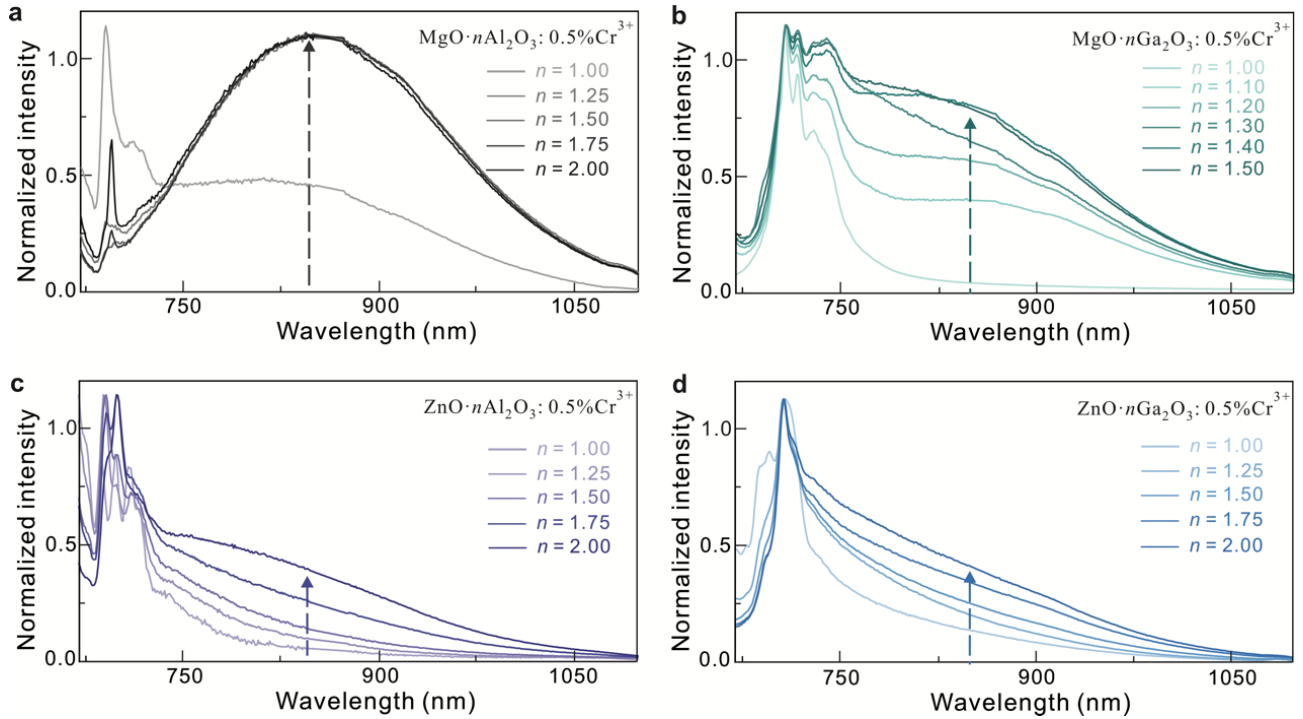 a
MgO·nAl₂O₃: 0.5%Cr³⁺
n = 1.00
n = 1.25
n = 1.50
n = 1.75
n = 2.00
Normalized intensity
1.0
0.5
0.0
750
900
1050
Wavelength (nm)
b
MgO·nGa₂O₃: 0.5%Cr³⁺
n = 1.00
n = 1.10
n = 1.20
n = 1.30
n = 1.40
n = 1.50
Normalized intensity
1.0
0.5
0.0
750
900
1050
Wavelength (nm)
c
ZnO·nAl₂O₃: 0.5%Cr³⁺
n = 1.00
n = 1.25
n = 1.50
n = 1.75
n = 2.00
Normalized intensity
1.0
0.5
0.0
750
900
1050
Wavelength (nm)
d
ZnO·nGa₂O₃: 0.5%Cr³⁺
n = 1.00
n = 1.25
n = 1.50
n = 1.75
n = 2.00
Normalized intensity
1.0
0.5
0.0
750
900
1050
Wavelength (nm)